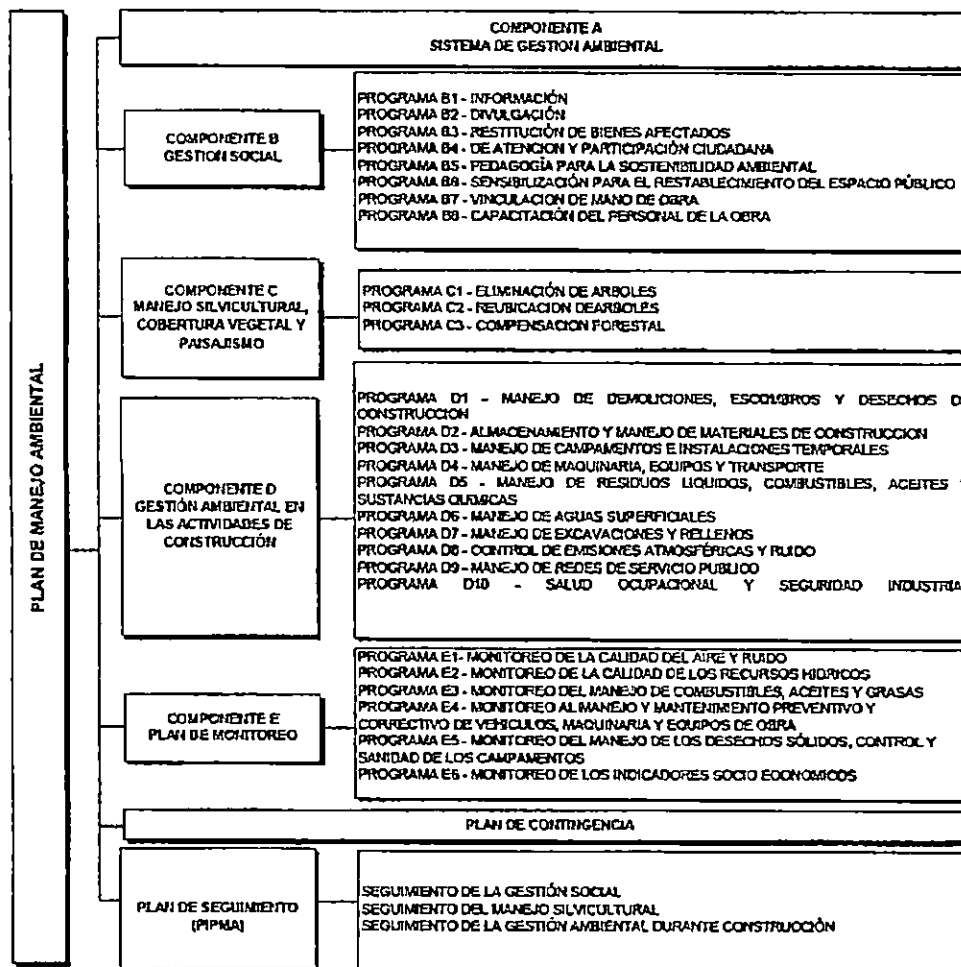 PLAN DE MANEJO AMBIENTAL
COMPONENTE A
SISTEMA DE GESTION AMBIENTAL
COMPONENTE B
GESTION SOCIAL
PROGRAMA B1 - INFORMACIÓN
PROGRAMA B2 - DIVULGACIÓN
PROGRAMA B3 - RESTITUCIÓN DE BIENES AFECTADOS
PROGRAMA B4 - DE ATENCION Y PARTICIPACIÓN CIUDADANA
PROGRAMA B5 - PEDAGOGÍA PARA LA SOSTENIBILIDAD AMBIENTAL
PROGRAMA B6 - SENSIBILIZACIÓN PARA EL RESTABLECIMIENTO DEL ESPACIO PÚBLICO
PROGRAMA B7 - VINCULACION DE MANO DE OBRA
PROGRAMA B8 - CAPACITACIÓN DEL PERSONAL DE LA OBRA
COMPONENTE C
MANEJO SILVICULTURAL,
COBERTURA VEGETAL Y
PAISAJISMO
PROGRAMA C1 - ELIMINACIÓN DE ARBOLES
PROGRAMA C2 - REUBICACION DEARBOLES
PROGRAMA C3 - COMPENSACION FORESTAL
COMPONENTE D
GESTIÓN AMBIENTAL EN
LAS ACTIVIDADES DE
CONSTRUCCIÓN
PROGRAMA D1 - MANEJO DE DEMOLICIONES, ESCOMBROS Y DESECHOS DE
CONSTRUCCION
PROGRAMA D2 - ALMACENAMIENTO Y MANEJO DE MATERIALES DE CONSTRUCCION
PROGRAMA D3 - MANEJO DE CAMPAMENTOS E INSTALACIONES TEMPORALES
PROGRAMA D4 - MANEJO DE MAQUINARIA, EQUIPOS Y TRANSPORTE
PROGRAMA D5 - MANEJO DE RESIDUOS LIQUIDOS, COMBUSTIBLES, ACEITES Y
SUSTANCIAS QUIMICAS
PROGRAMA D6 - MANEJO DE AGUAS SUPERFICIALES
PROGRAMA D7 - MANEJO DE EXCAVACIONES Y RELLENOS
PROGRAMA D8 - CONTROL DE EMISIONES ATMOSFÉRICAS Y RUIDO
PROGRAMA D9 - MANEJO DE REDES DE SERVICIO PUBLICO
PROGRAMA D10 - SALUD OCUPACIONAL Y SEGURIDAD INDUSTRIAL
COMPONENTE E
PLAN DE MONITOREO
PROGRAMA E1- MONITOREO DE LA CALIDAD DEL AIRE Y RUIDO
PROGRAMA E2 - MONITOREO DE LA CALIDAD DE LOS RECURSOS HIDRICOS
PROGRAMA E3 - MONITOREO DEL MANEJO DE COMBUSTIBLES, ACEITES Y GRASAS
PROGRAMA E4 - MONITOREO AL MANEJO Y MANTENIMIENTO PREVENTIVO Y
CORRECTIVO DE VEHICULOS, MAQUINARIA Y EQUIPOS DE OBRA
PROGRAMA E5 - MONITOREO DEL MANEJO DE LOS DESECHOS SÓLIDOS, CONTROL Y
SANIDAD DE LOS CAMPAMENTOS
PROGRAMA E6 - MONITOREO DE LOS INDICADORES SOCIO ECONOMICOS
PLAN DE CONTINGENCIA
PLAN DE SEGUIMIENTO
(PIPMA)
SEGUIMIENTO DE LA GESTIÓN SOCIAL
SEGUIMIENTO DEL MANEJO SILVICULTURAL
SEGUIMIENTO DE LA GESTIÓN AMBIENTAL DURANTE CONSTRUCCIÓN